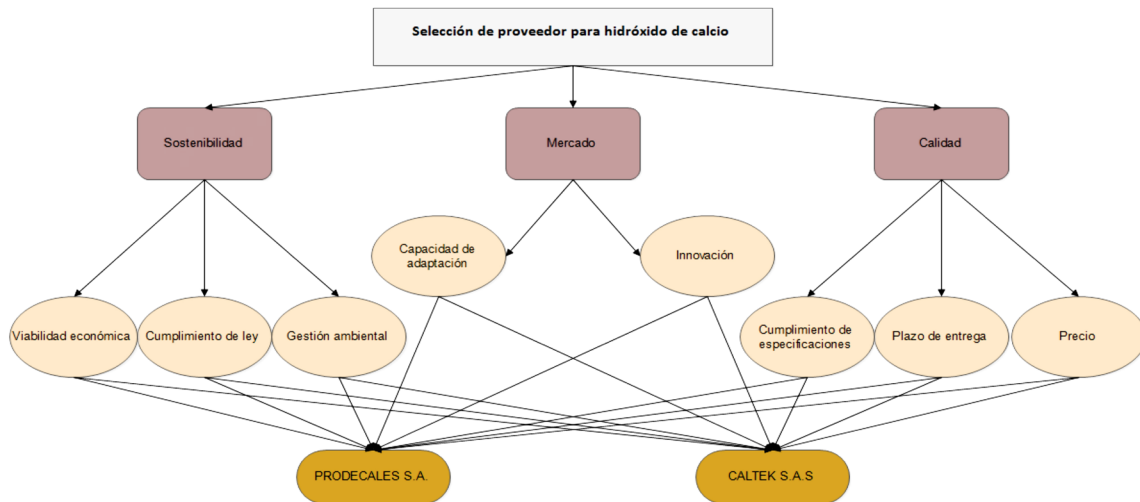 Selección de proveedor para hidróxido de calcio
Sostenibilidad
Mercado
Calidad
Capacidad de
adaptación
Innovación
Viabilidad económica
Cumplimiento de ley
Gestión ambiental
Cumplimiento de
especificaciones
Plazo de entrega
Precio
PRODECALES S.A.
CALTEK S.A.S